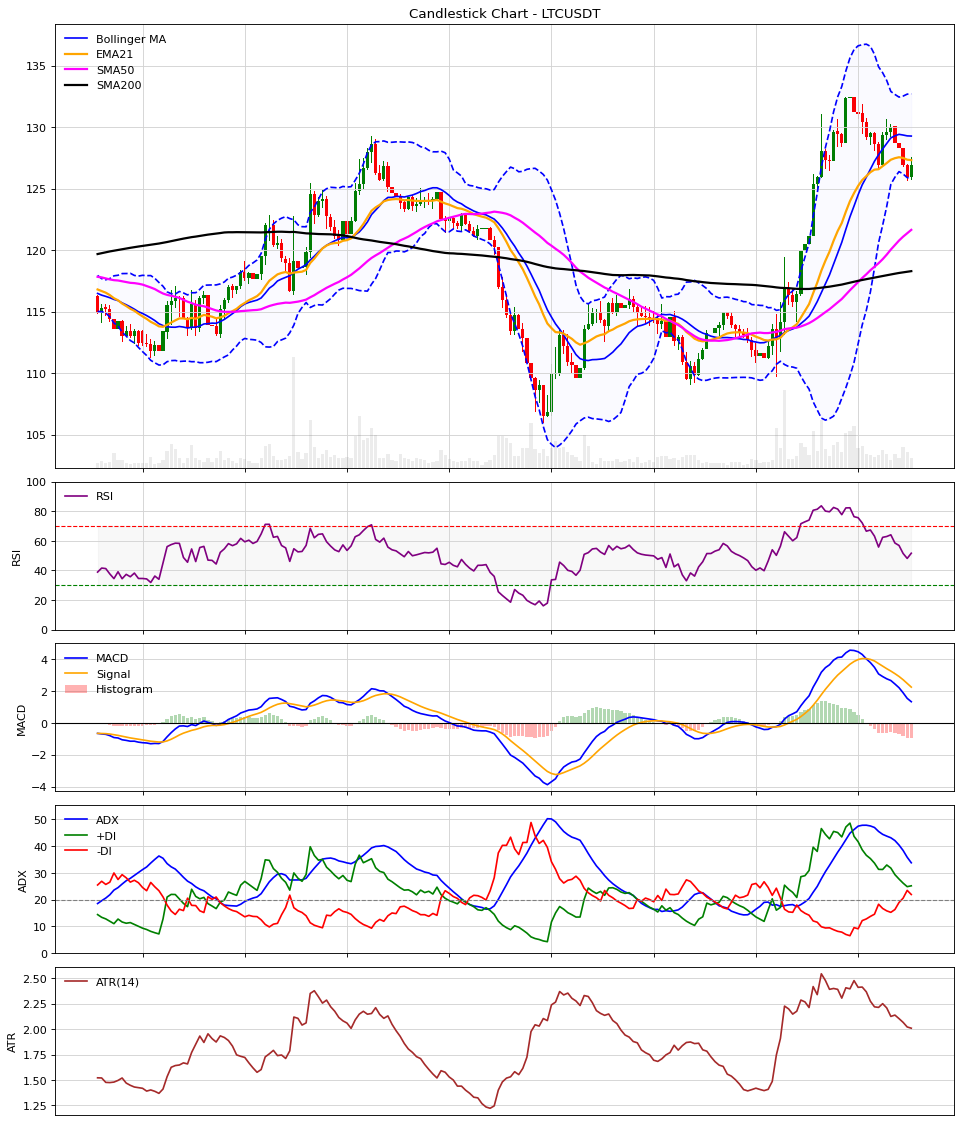 Candlestick Chart - LTCUSDT
Bollinger MA
EMA21
SMA50
SMA200
135
130
125
120
115
110
105
RSI
RSI
100
80
60
40
20
0
MACD
MACD
Signal
Histogram
4
2
0
−2
−4
ADX
ADX
+DI
-DI
50
40
30
20
10
0
ATR
ATR(14)
2.50
2.25
2.00
1.75
1.50
1.25